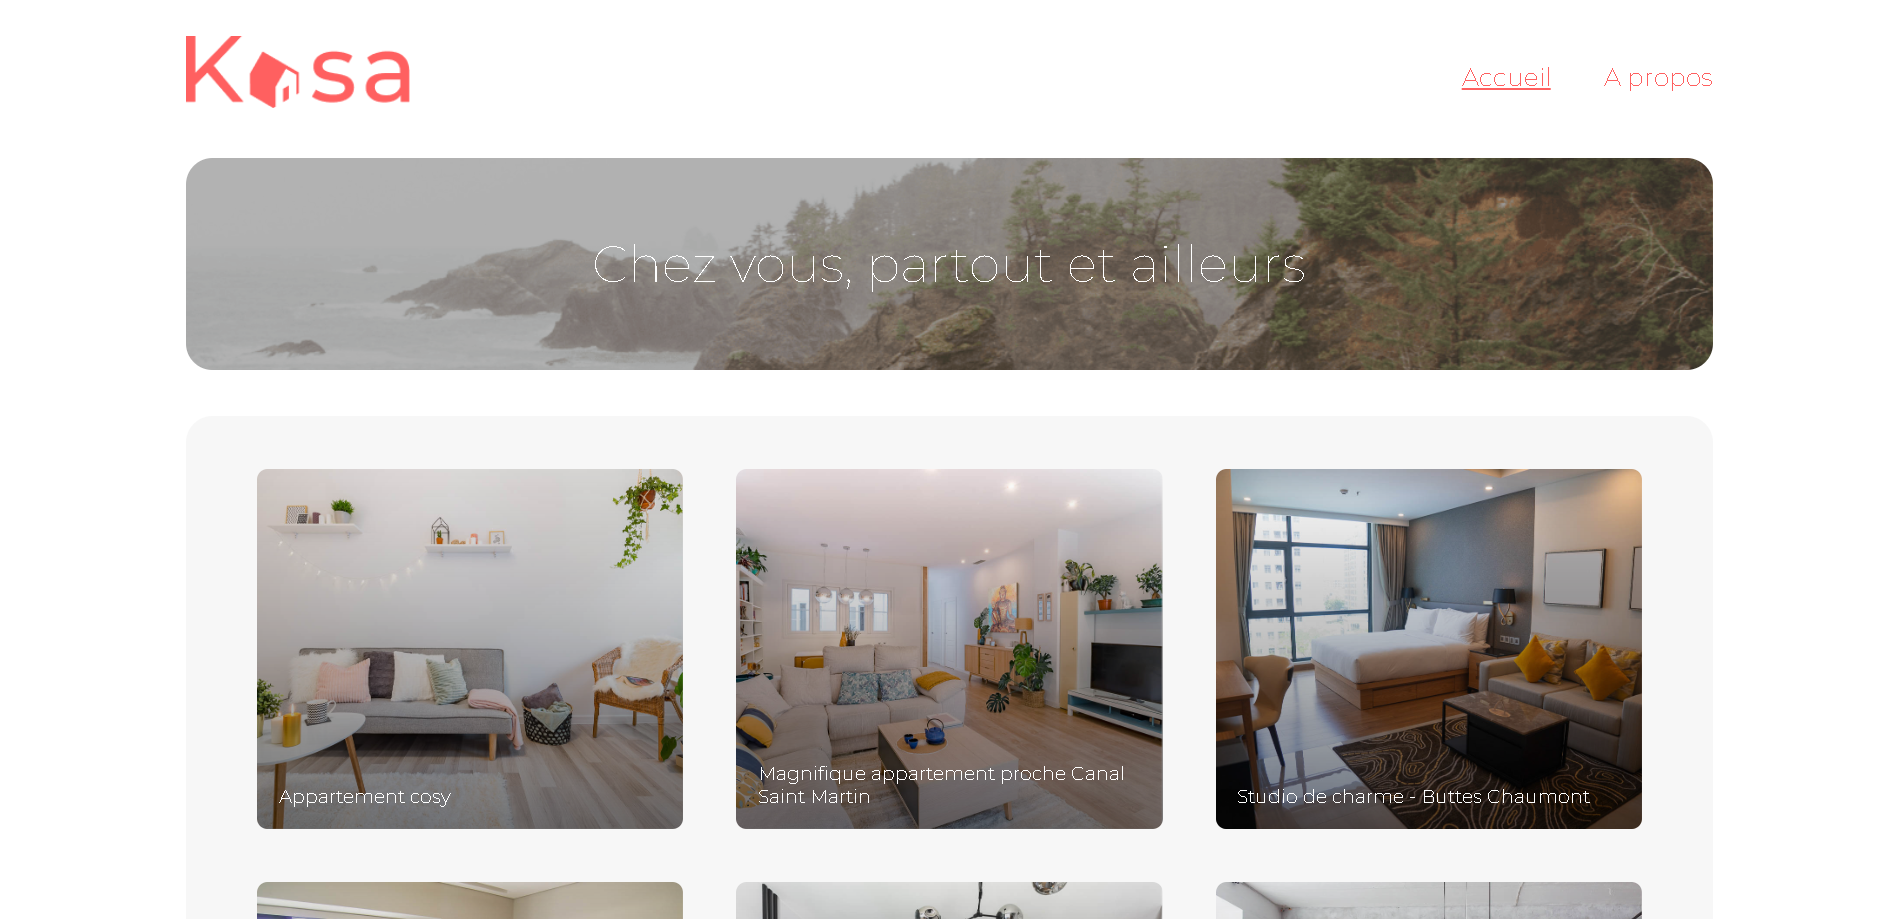 Kasa
Accueil
A propos
Chez vous, partout et ailleurs
Appartement cosy
Magnifique appartement proche Canal
Saint Martin
Studio de charme - Buttes Chaumont